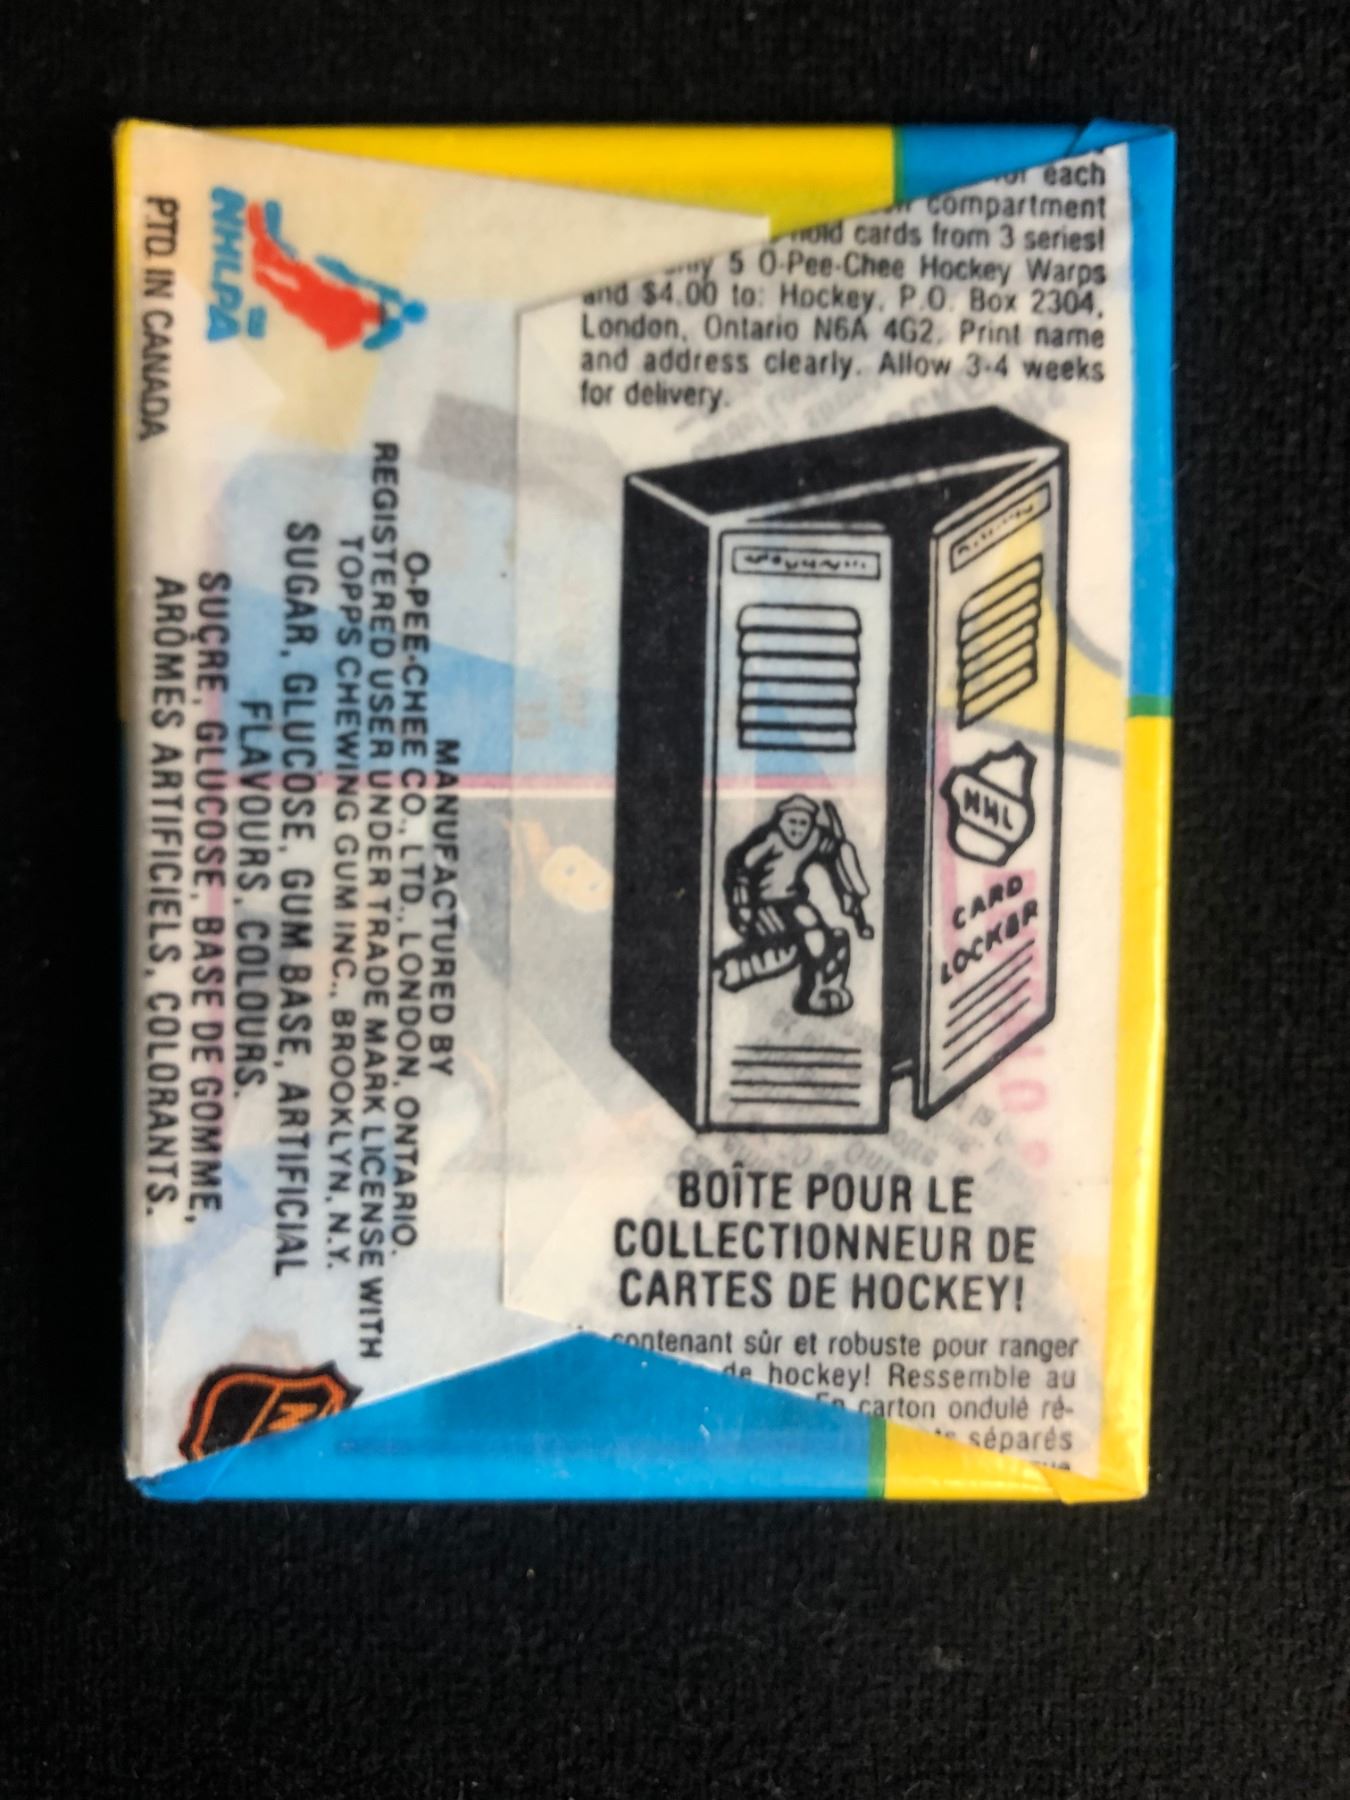 each
compartment
hold cards from 3 series!
5 O-Pee-Chee Hockey Wraps
and $4.00 to: Hockey, P.O. Box 2304,
London, Ontario N6A 4G2. Print name
and address clearly. Allow 3-4 weeks
for delivery.
NHL
CARD
LOCKER
BOÎTE POUR LE
COLLECTIONNEUR DE
CARTES DE HOCKEY!
contenant sûr et robuste pour ranger
de hockey! Ressemble au
En carton ondulé ré-
séparés
MANUFACTURED BY
O-PEE-CHEE CO., LTD., LONDON, ONTARIO.
REGISTERED USER UNDER TRADE MARK LICENSE WITH
TOPPS CHEWING GUM INC., BROOKLYN, N.Y.
SUGAR, GLUCOSE, GUM BASE, ARTIFICIAL
FLAVOURS, COLOURS.
SUCRE, GLUCOSE, BASE DE GOMME,
ARÔMES ARTIFICIELS, COLORANTS.
NHLPA
PTD. IN CANADA